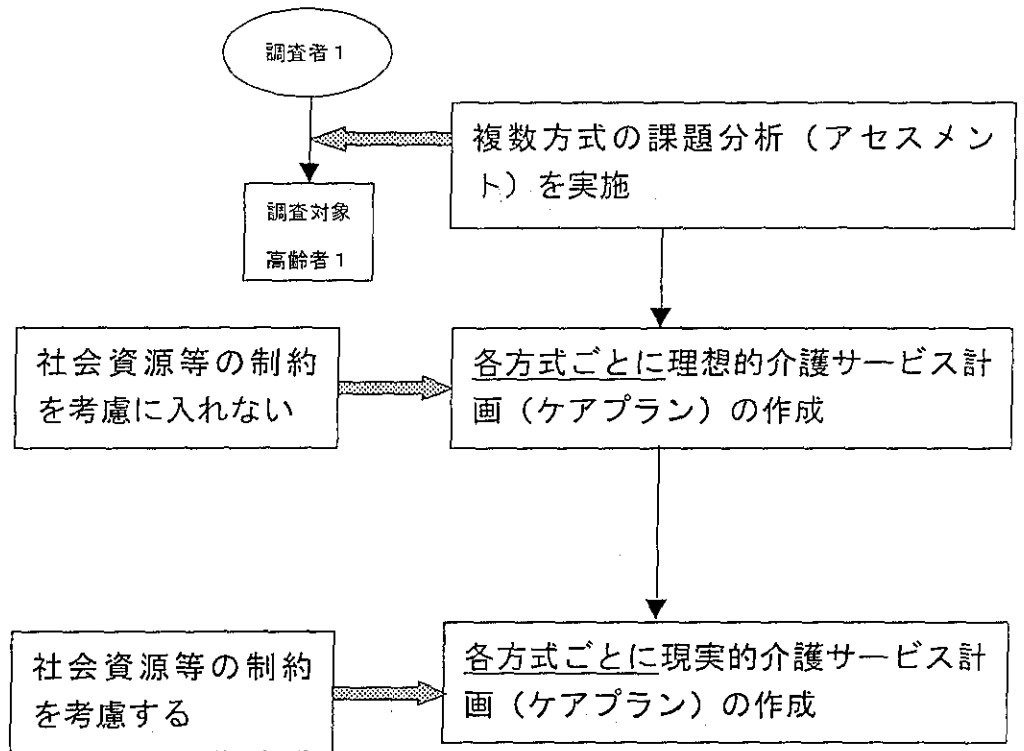 調査者1
複数方式の課題分析（アセスメン
ト）を実施
調査対象
高齢者1
社会資源等の制約
を考慮に入れない
各方式ごとに理想的介護サービス計
画（ケアプラン）の作成
社会資源等の制約
を考慮する
各方式ごとに現実的介護サービス計
画（ケアプラン）の作成